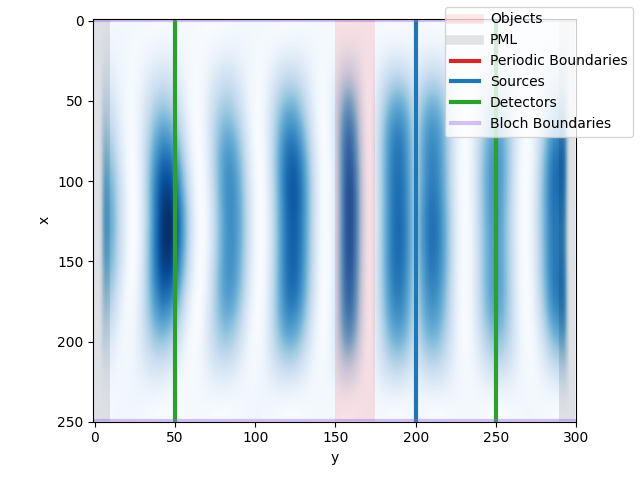 Objects
PML
Periodic Boundaries
Sources
Detectors
Bloch Boundaries
0
50
100
150
200
250
x
0
50
100
150
200
250
300
y